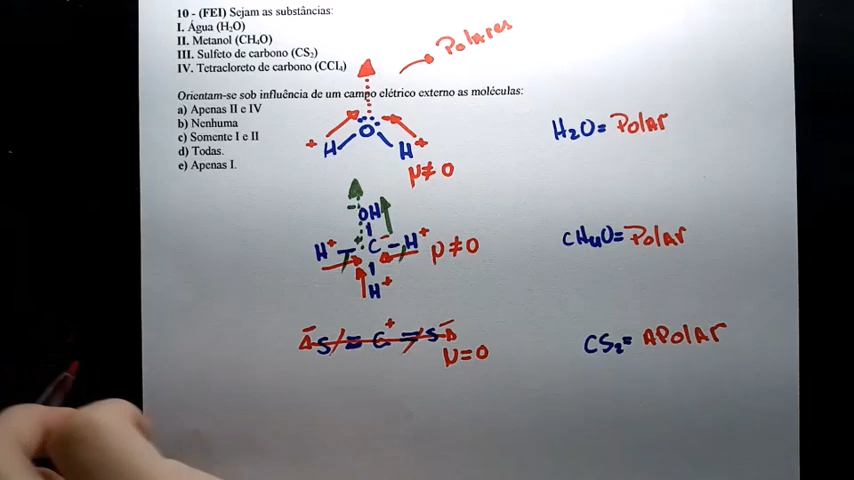 10 - (FEI) Sejam as substâncias:
I. Água (H₂O)
II. Metanol (CH₄O)
III. Sulfeto de carbono (CS₂)
IV. Tetracloreto de carbono (CCl₄)
Polares
Orientam-se sob influência de um campo elétrico externo as moléculas:
a) Apenas II e IV
b) Nenhuma
c) Somente I e II
d) Todas.
e) Apenas I.
+ H O H +
μ≠0
H₂O= Polar
- OH
H+ - C - H+
H+
μ≠0
CH₄O= Polar
- S = C+ = S -
μ=0
CS₂= APolAR